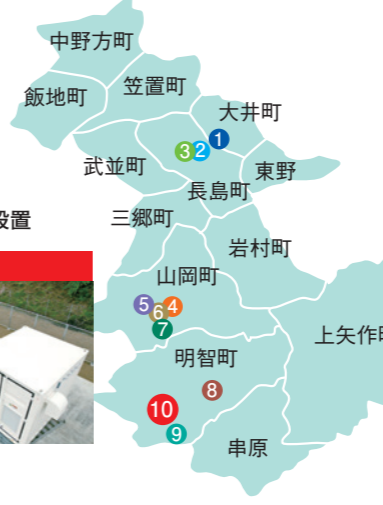 中野方町
笠置町
飯地町
大井町
1
3 2
武並町
東野
長島町
三郷町
設置
岩村町
山岡町
5 6 4
7
上矢作町
明智町
8
10
9
串原